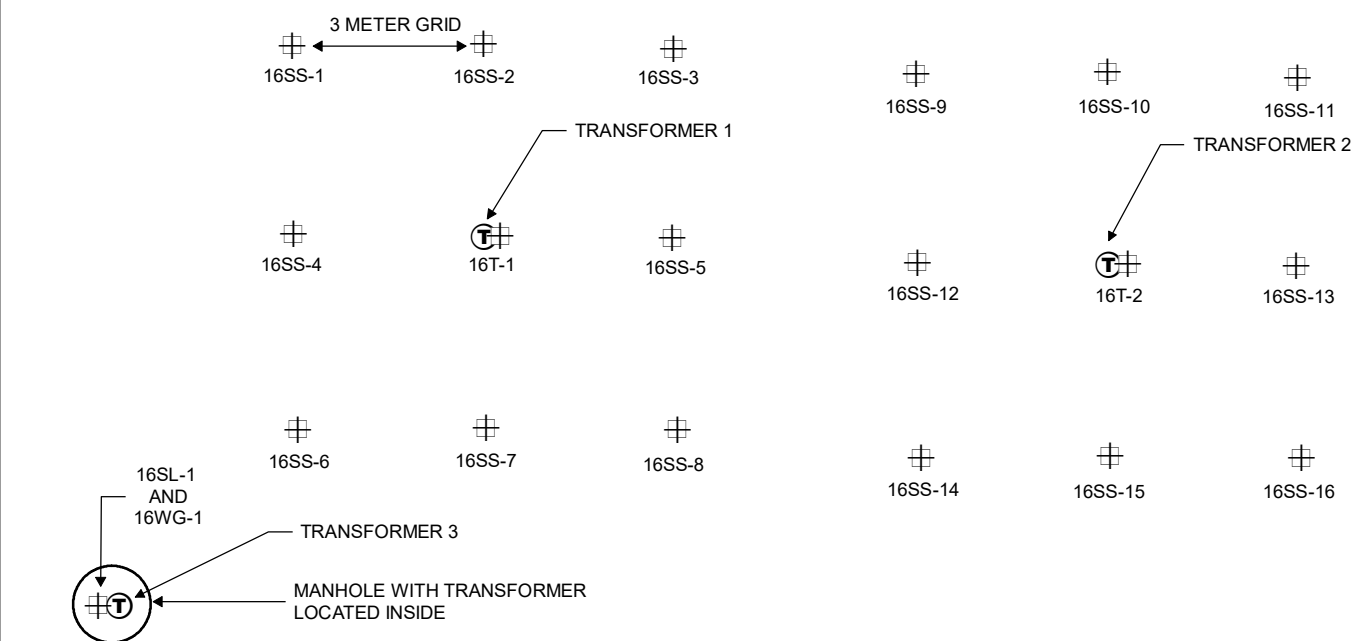 3 METER GRID
16SS-1
16SS-2
16SS-3
16SS-9
16SS-10
16SS-11
TRANSFORMER 1
TRANSFORMER 2
T
16SS-4
16T-1
16SS-5
T
16SS-12
16T-2
16SS-13
16SS-6
16SS-7
16SS-8
16SS-14
16SS-15
16SS-16
16SL-1
AND
16WG-1
TRANSFORMER 3
T
MANHOLE WITH TRANSFORMER
LOCATED INSIDE